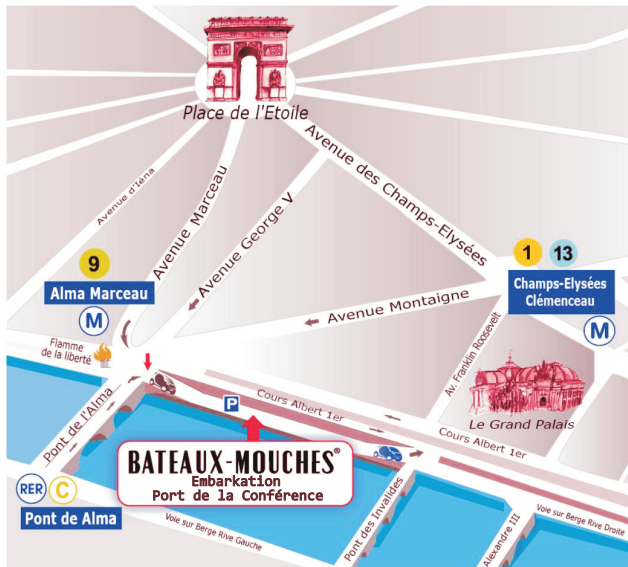 Place de l'Etoile
Avenue d'Iéna
Avenue Marceau
Avenue George V
Avenue des Champs-Elysées
9
Alma Marceau
M
1 13
Champs-Elysées
Clémenceau
M
Avenue Montaigne
Av. Franklin Roosevelt
Flamme
de la liberté
Le Grand Palais
Pont de l'Alma
P
Cours Albert 1er
Cours Albert 1er
BATEAUX-MOUCHES®
Embarkation
Port de la Conférence
RER C
Pont de Alma
Voie sur Berge Rive Gauche
Pont des Invalides
Alexandre III
Voie sur Berge Rive Droite